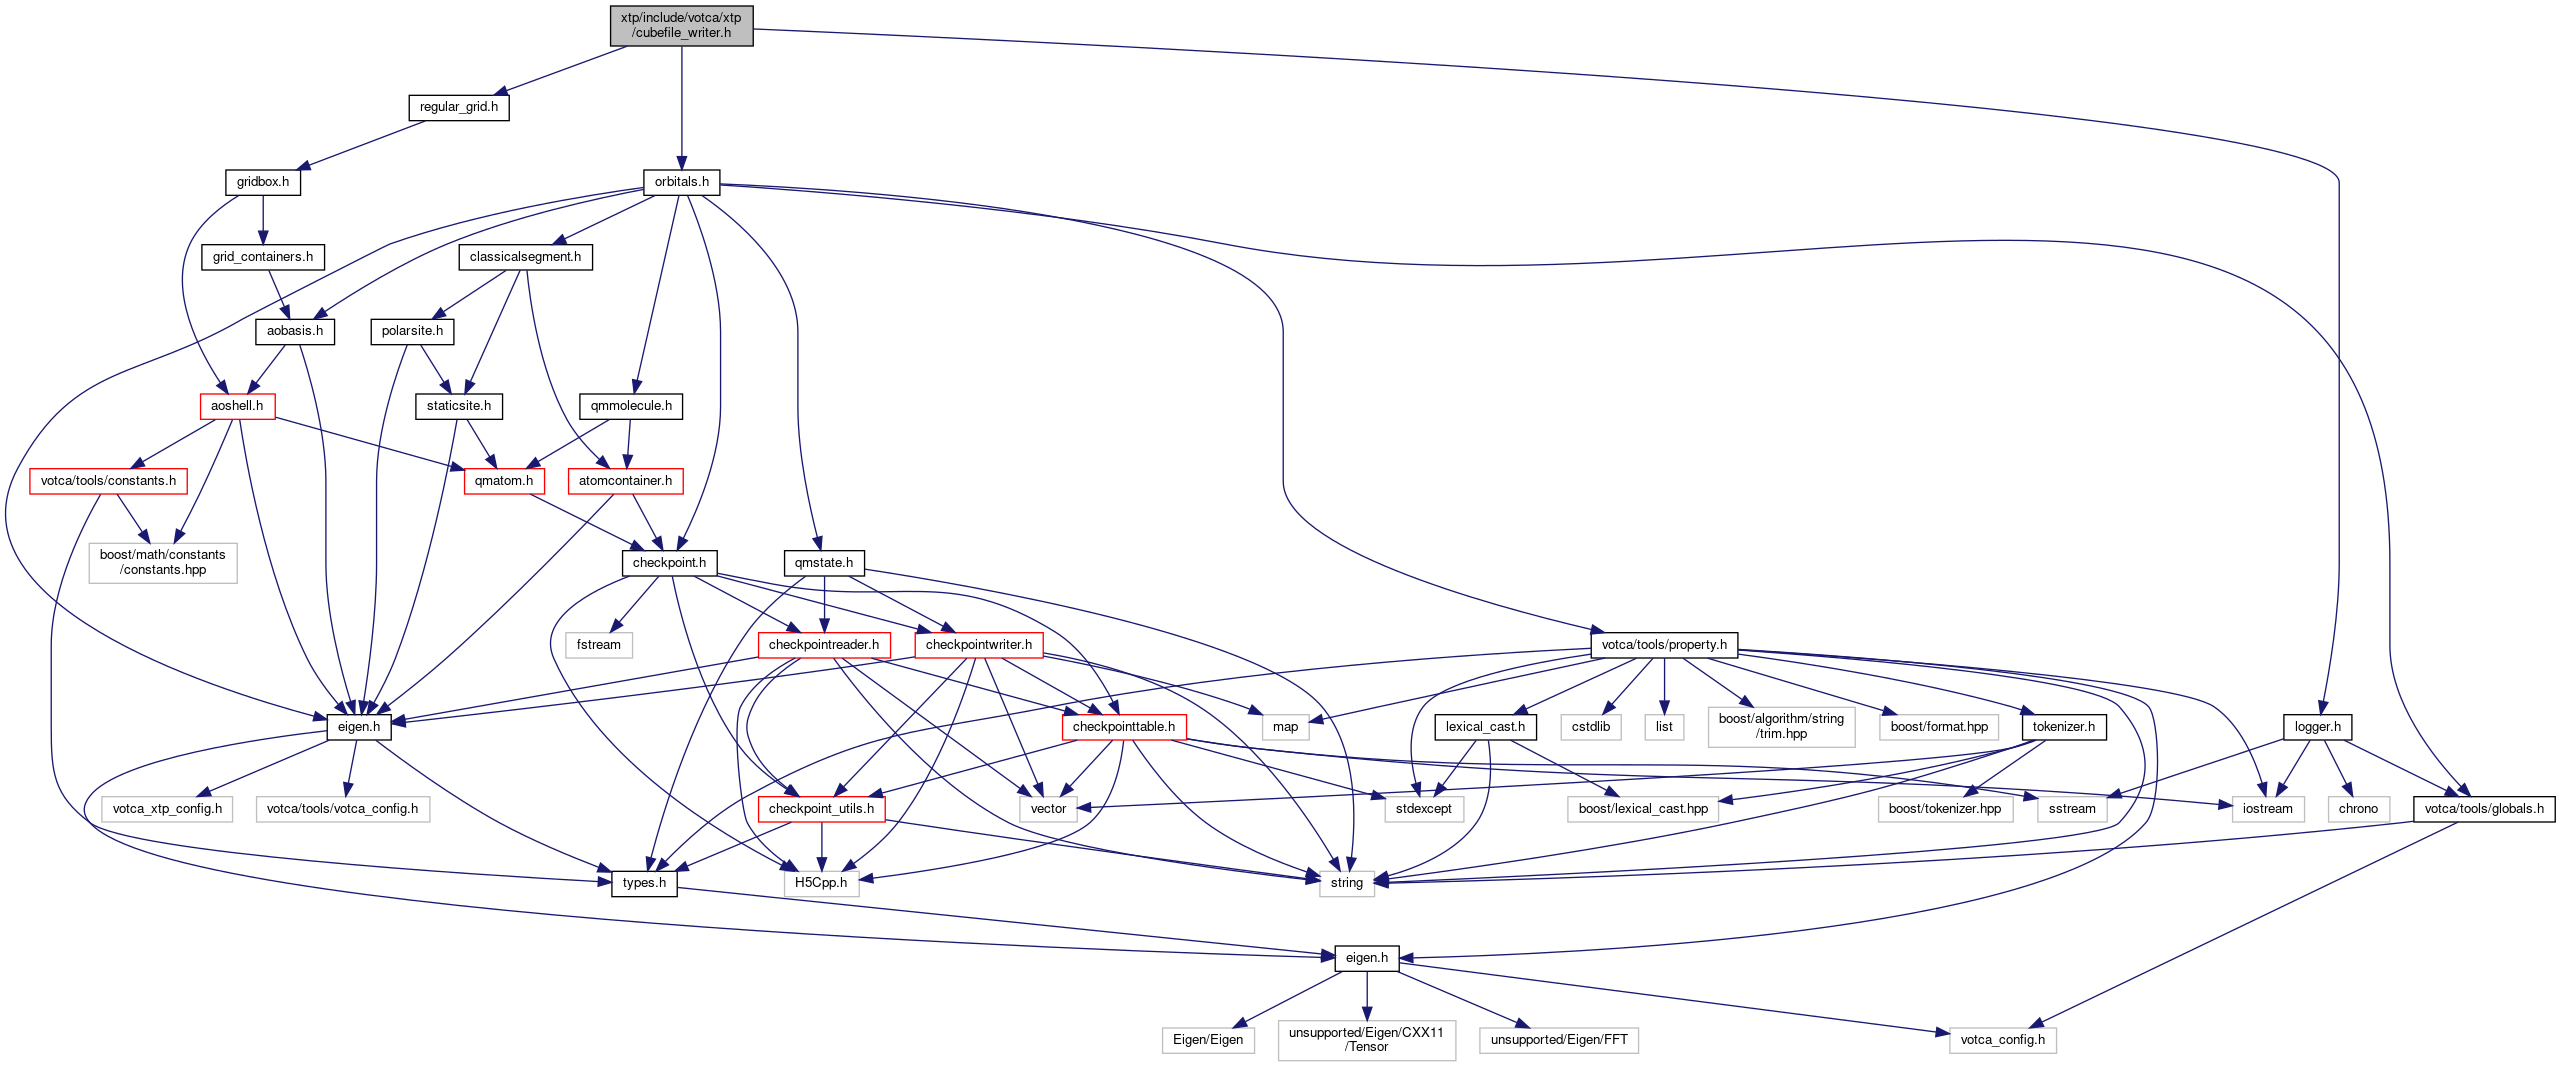 xtp/include/votca/xtp
/cubefile_writer.h
regular_grid.h
gridbox.h
orbitals.h
grid_containers.h
classicalsegment.h
aobasis.h
polarsite.h
aoshell.h
staticsite.h
qmmolecule.h
votca/tools/constants.h
qmatom.h
atomcontainer.h
boost/math/constants
/constants.hpp
checkpoint.h
qmstate.h
fstream
checkpointreader.h
checkpointwriter.h
votca/tools/property.h
eigen.h
checkpointtable.h
map
lexical_cast.h
cstdlib
list
boost/algorithm/string
/trim.hpp
boost/format.hpp
tokenizer.h
logger.h
votca_xtp_config.h
votca/tools/votca_config.h
checkpoint_utils.h
vector
stdexcept
boost/lexical_cast.hpp
boost/tokenizer.hpp
sstream
iostream
chrono
votca/tools/globals.h
types.h
H5Cpp.h
string
eigen.h
Eigen/Eigen
unsupported/Eigen/CXX11
/Tensor
unsupported/Eigen/FFT
votca_config.h